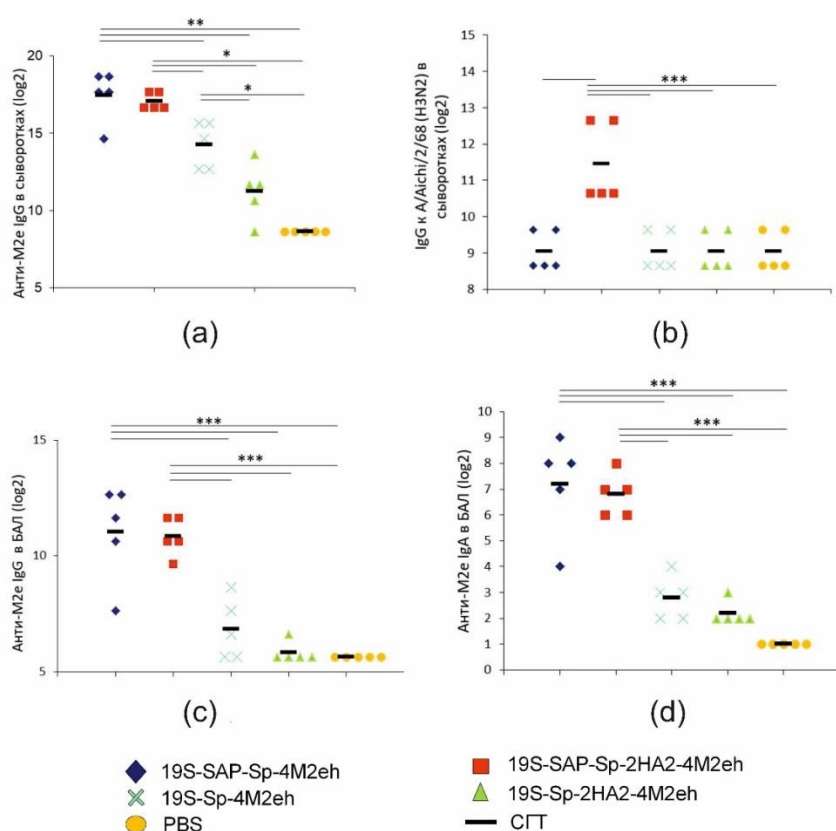 **
*
*
20
15
10
5
Анти-M2e IgG в сыворотках (log2)
(a)
***
15
14
13
12
11
10
9
8
IgG к A/Aichi/2/68 (H3N2) в
сыворотках (log2)
(b)
***
***
15
10
5
Анти-M2e IgG в БАЛ (log2)
(c)
***
***
10
9
8
7
6
5
4
3
2
1
0
Анти-M2e IgA в БАЛ (log2)
(d)
19S-SAP-Sp-4M2eh
19S-SAP-Sp-2HA2-4M2eh
19S-Sp-4M2eh
19S-Sp-2HA2-4M2eh
PBS
СГТ